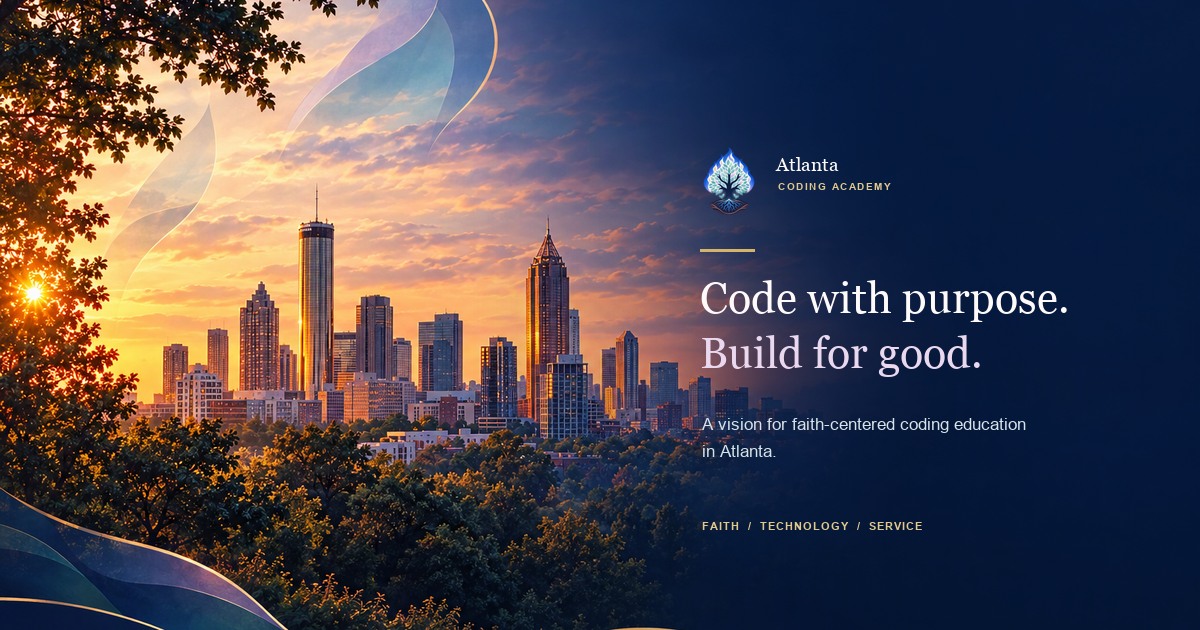 Atlanta
CODING ACADEMY
Code with purpose.
Build for good.
A vision for faith-centered coding education
in Atlanta.
FAITH / TECHNOLOGY / SERVICE